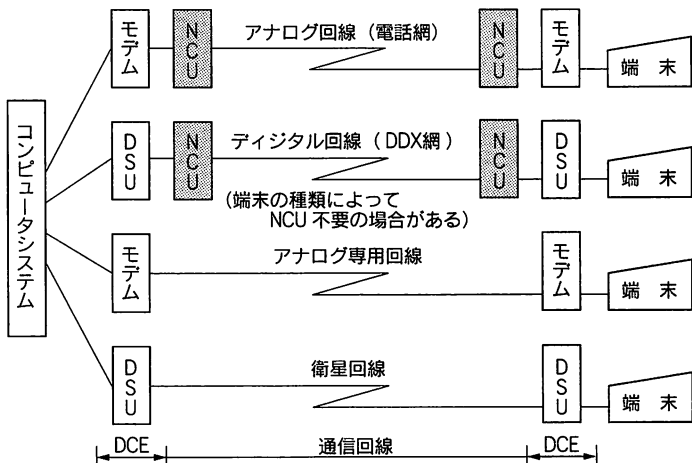 コンピュータシステム
モデム
NCU
アナログ回線（電話網）
NCU
モデム
端　末
DSU
NCU
ディジタル回線（DDX網）
NCU
DSU
端　末
（端末の種類によって
NCU 不要の場合がある）
モデム
アナログ専用回線
モデム
端　末
DSU
衛星回線
DSU
端　末
DCE
通信回線
DCE